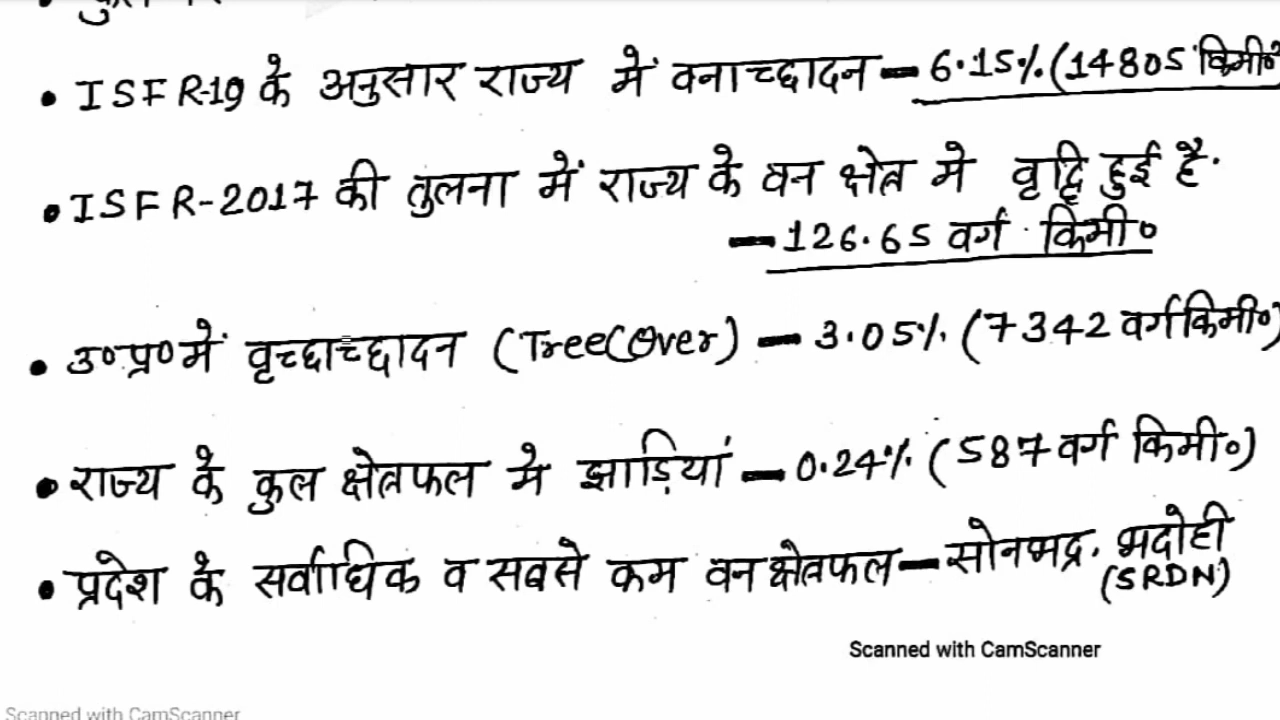 • ISFR-19 के अनुसार राज्य में वनाच्छादन - 6.15% (14805 किमी०
• ISFR-2017 की तुलना में राज्य के वन क्षेत्र मे वृद्धि हुई है.
- 126.65 वर्ग किमी०
• उ०प्र०में वृच्छाच्छादन (Tree Cover) - 3.05% (7342 वर्ग किमी०)
• राज्य के कुल क्षेत्रफल मे झाड़ियां - 0.24% (587 वर्ग किमी०)
• प्रदेश के सर्वाधिक व सबसे कम वन क्षेत्रफल - सोनभद्र, भदोही
(SRDN)
Scanned with CamScanner
Scanned with CamScanner